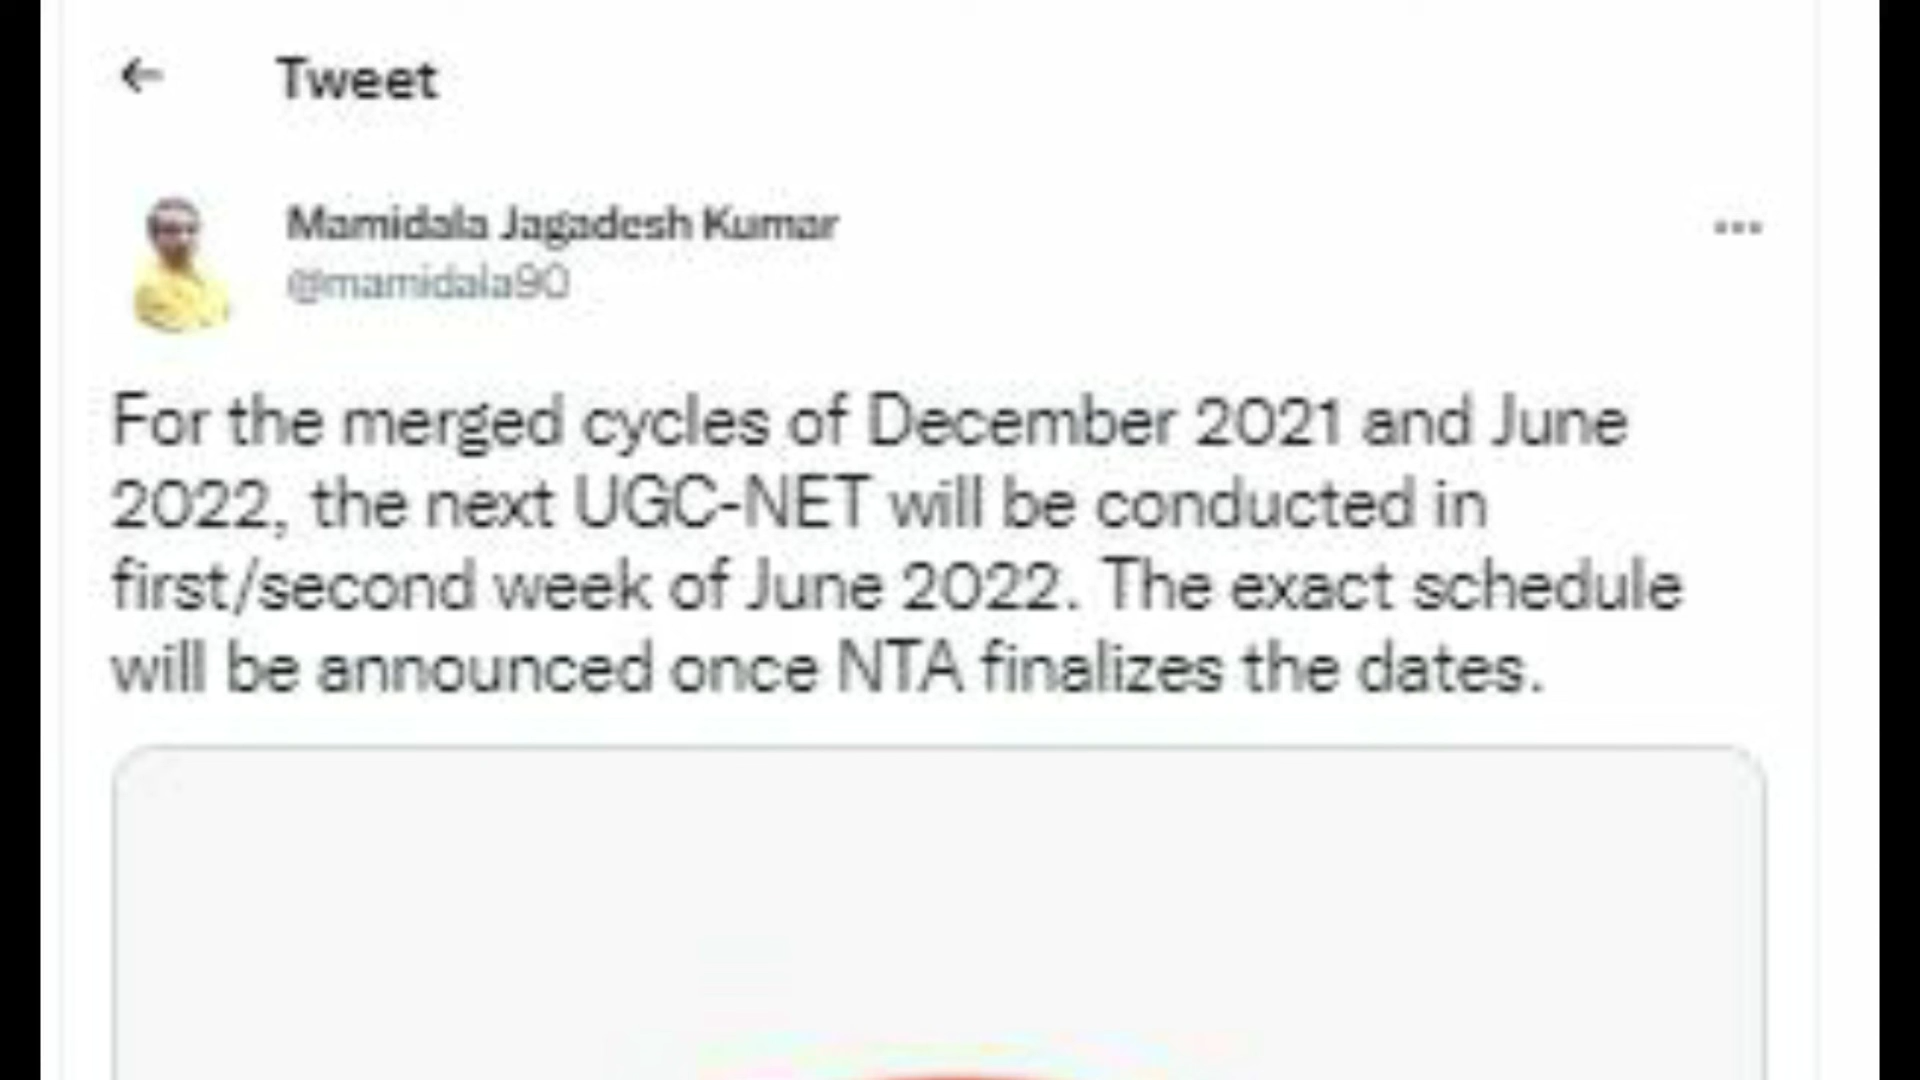 Tweet
Mamidala Jagadesh Kumar
@mamidala90
For the merged cycles of December 2021 and June
2022, the next UGC-NET will be conducted in
first/second week of June 2022. The exact schedule
will be announced once NTA finalizes the dates.